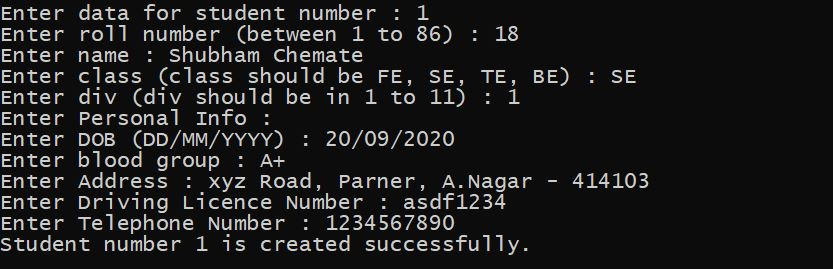 Enter data for student number : 1
Enter roll number (between 1 to 86) : 18
Enter name : Shubham Chemate
Enter class (class should be FE, SE, TE, BE) : SE
Enter div (div should be in 1 to 11) : 1
Enter Personal Info :
Enter DOB (DD/MM/YYYY) : 20/09/2020
Enter blood group : A+
Enter Address : xyz Road, Parner, A.Nagar - 414103
Enter Driving Licence Number : asdf1234
Enter Telephone Number : 1234567890
Student number 1 is created successfully.